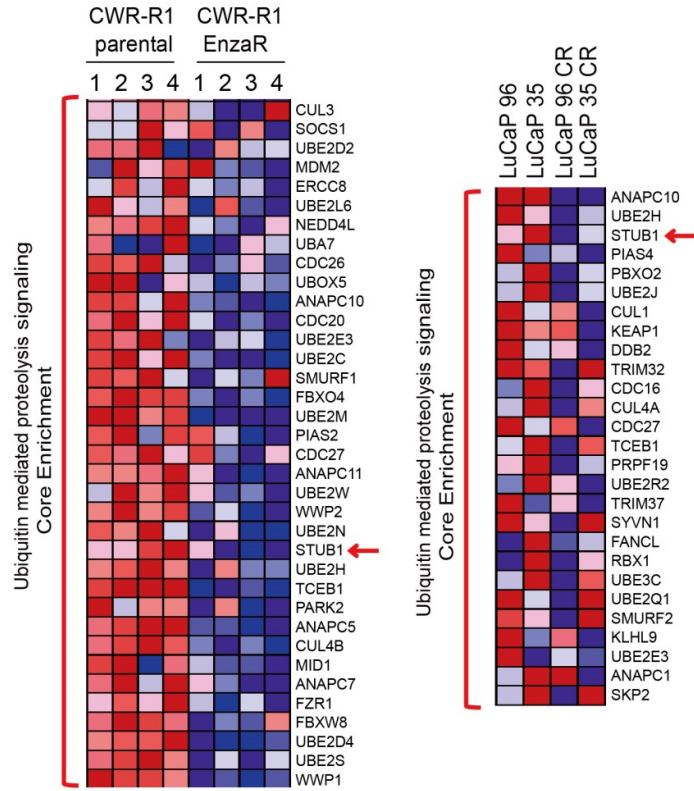 CWR-R1 CWR-R1
parental EnzaR
1 2 3 4 1 2 3 4
Ubiquitin mediated proteolysis signaling
Core Enrichment
CUL3
SOCS1
UBE2D2
MDM2
ERCC8
UBE2L6
NEDD4L
UBA7
CDC26
UBOX5
ANAPC10
CDC20
UBE2E3
UBE2C
SMURF1
FBXO4
UBE2M
PIAS2
CDC27
ANAPC11
UBE2W
WWP2
UBE2N
STUB1
UBE2H
TCEB1
PARK2
ANAPC5
CUL4B
MID1
ANAPC7
FZR1
FBXW8
UBE2D4
UBE2S
WWP1
LuCaP 96
LuCaP 35
LuCaP 96 CR
LuCaP 35 CR
Ubiquitin mediated proteolysis signaling
Core Enrichment
ANAPC10
UBE2H
STUB1
PIAS4
PBXO2
UBE2J
CUL1
KEAP1
DDB2
TRIM32
CDC16
CUL4A
CDC27
TCEB1
PRPF19
UBE2R2
TRIM37
SYVN1
FANCL
RBX1
UBE3C
UBE2Q1
SMURF2
KLHL9
UBE2E3
ANAPC1
SKP2